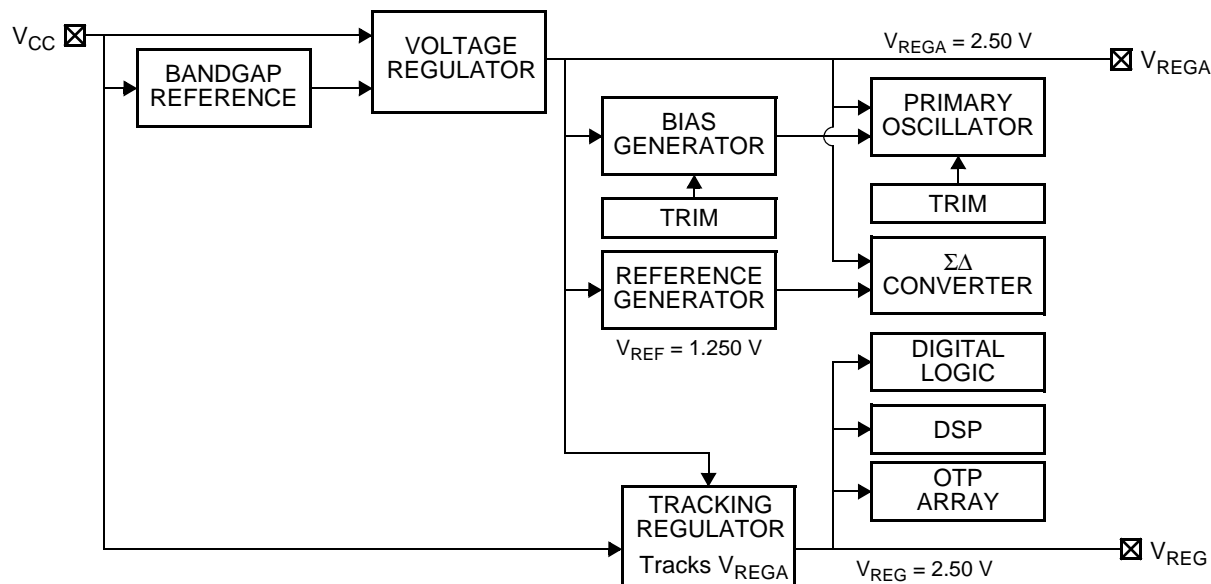 VCC
BANDGAP
REFERENCE
VOLTAGE
REGULATOR
VREGA = 2.50 V
VREGA
BIAS
GENERATOR
PRIMARY
OSCILLATOR
TRIM
TRIM
REFERENCE
GENERATOR
VREF = 1.250 V
ΣΔ
CONVERTER
DIGITAL
LOGIC
DSP
OTP
ARRAY
TRACKING
REGULATOR
Tracks VREGA
VREG = 2.50 V
VREG